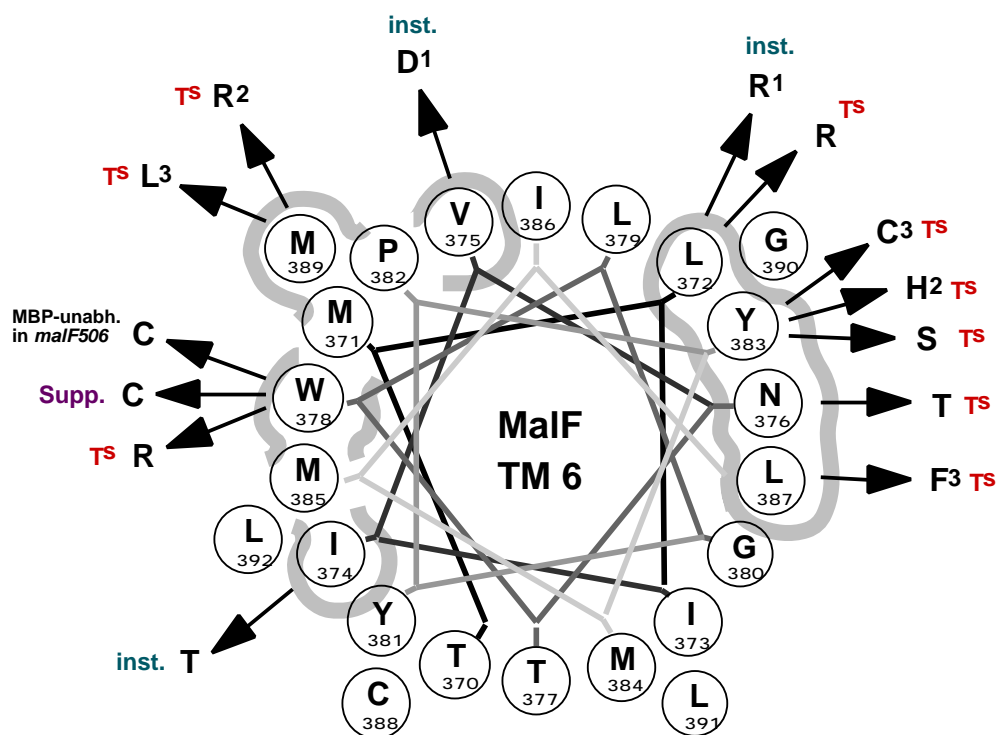 inst.
D1
inst.
R1
Ts R2
R Ts
Ts L3
V 375
I 386
L 379
L 372
G 390
C3 Ts
M 389
P 382
H2 Ts
M 371
Y 383
S Ts
MBP-unabh.
in malF506
C
W 378
N 376
T Ts
Supp. C
Ts R
MalF
TM 6
M 385
L 387
F3 Ts
L 392
I 374
G 380
Y 381
I 373
inst. T
T 370
T 377
M 384
C 388
L 391